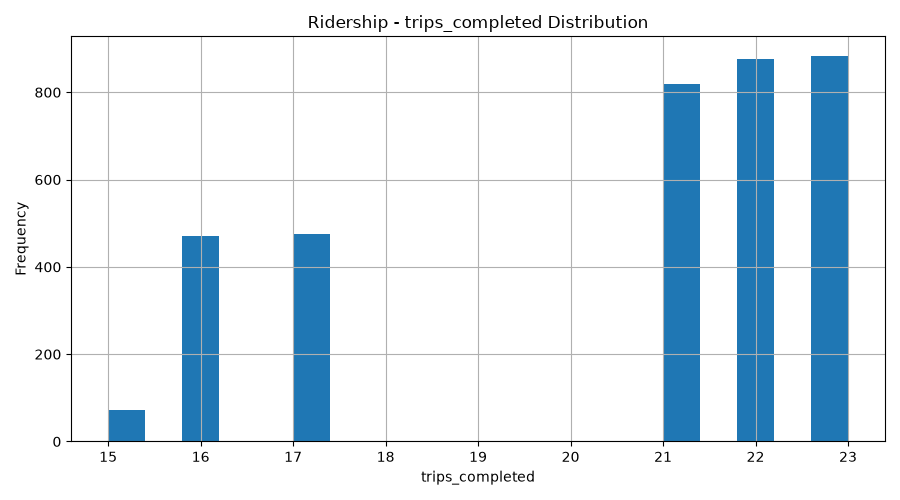 Ridership - trips_completed Distribution
Frequency
800
600
400
200
0
15 16 17 18 19 20 21 22 23
trips_completed